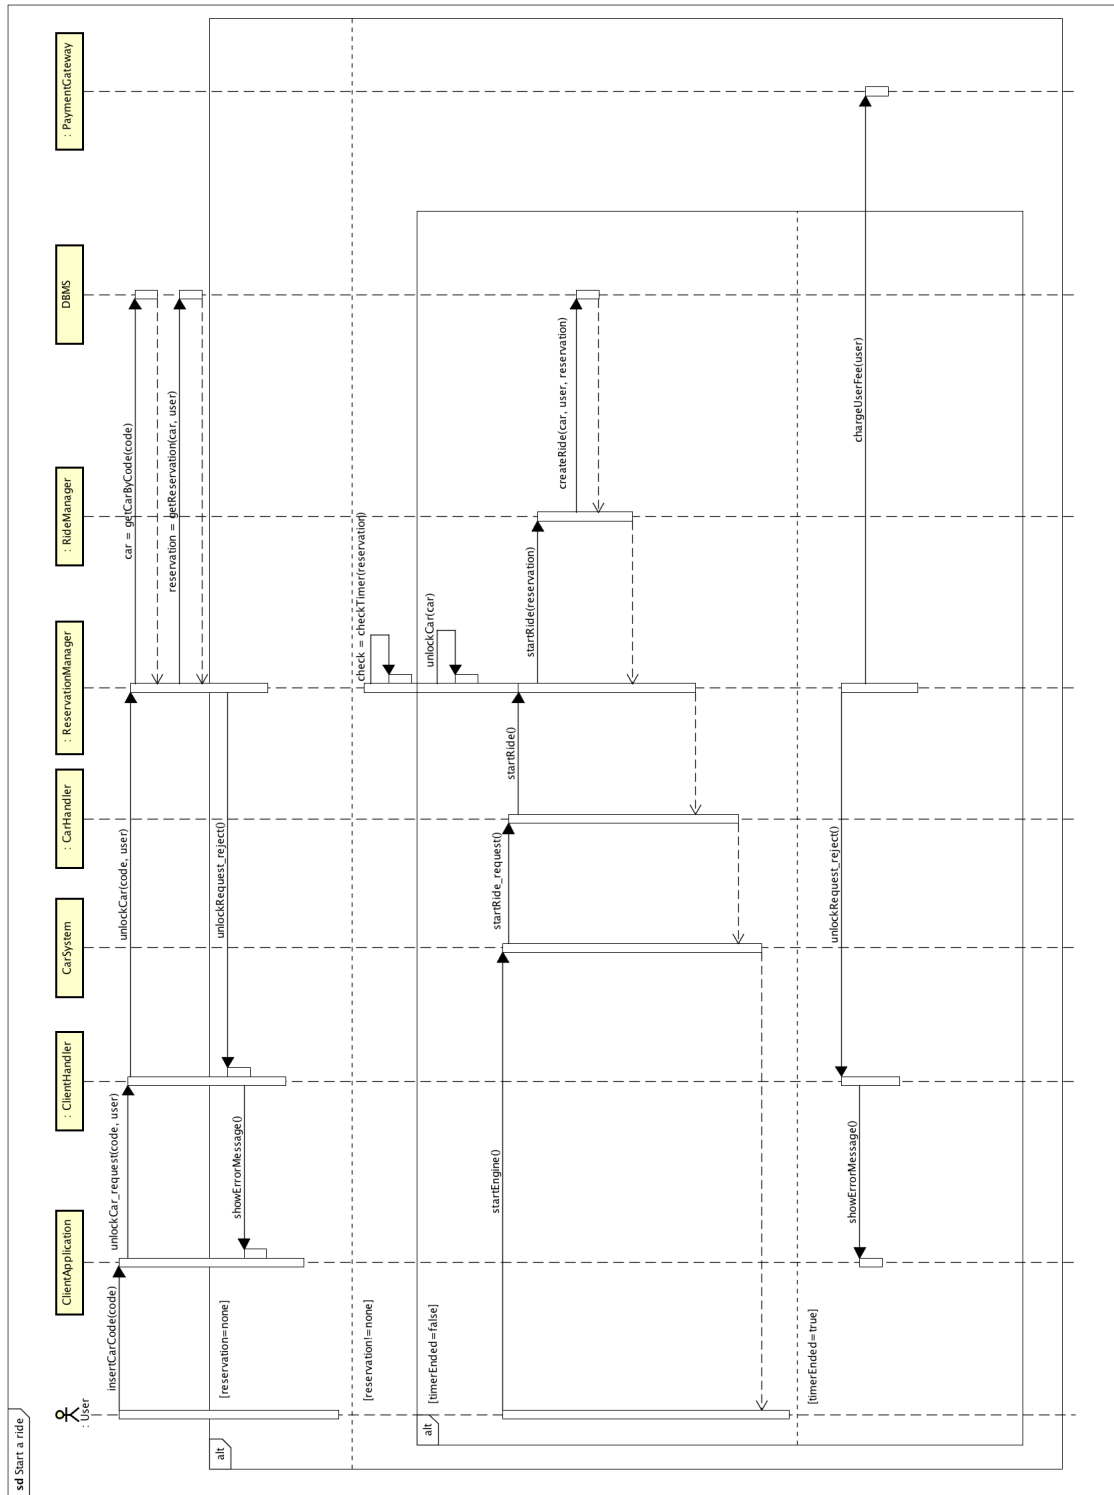 sd Start a ride
: User
ClientApplication
: ClientHandler
CarSystem
: CarHandler
: ReservationManager
: RideManager
DBMS
: PaymentGateway
insertCarCode(code)
unlockCar_request(code, user)
unlockCar(code, user)
car = getCarByCode(code)
reservation = getReservation(car, user)
alt
[reservation=none]
unlockRequest_reject()
showErrorMessage()
[reservation!=none]
check = checkTimer(reservation)
alt
[timerEnded=false]
unlockCar(car)
startEngine()
startRide_request()
startRide()
startRide(reservation)
createRide(car, user, reservation)
[timerEnded=true]
unlockRequest_reject()
showErrorMessage()
chargeUserFee(user)